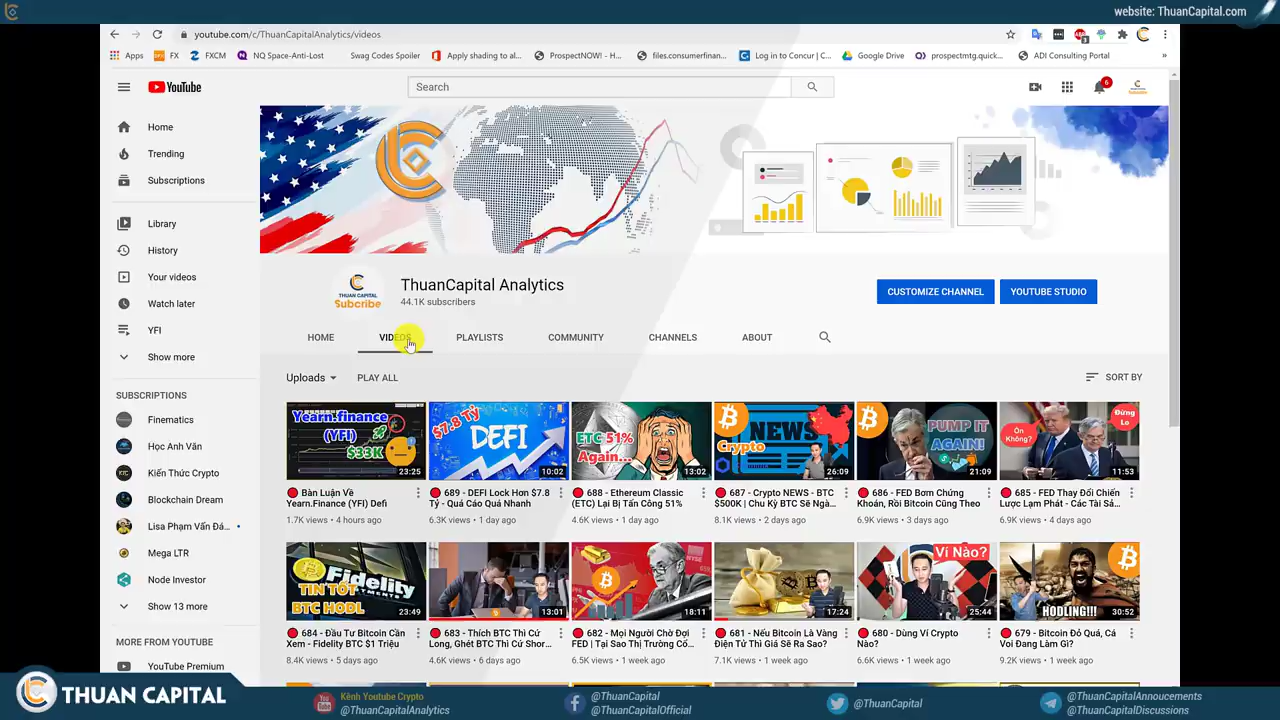 website: ThuanCapital.com
youtube.com/c/ThuanCapitalAnalytics/videos
Apps
FX
FXCM
NQ Space-Anti-Lost
Swag Codes Spoiler
Apply shading to al...
ProspectNOW! - H...
files.consumerfinan...
Log in to Concur | C...
Google Drive
prospectmtg.quick...
ADI Consulting Portal
»
YouTube
Search
6
Home
Trending
Subscriptions
Library
History
Your videos
Watch later
YFI
Show more
SUBSCRIPTIONS
Finematics
Học Anh Văn
Kiến Thức Crypto
Blockchain Dream
Lisa Phạm Vấn Đá...
Mega LTR
Node Investor
Show 13 more
MORE FROM YOUTUBE
YouTube Premium
THUAN CAPITAL
Subcribe
ThuanCapital Analytics
44.1K subscribers
CUSTOMIZE CHANNEL
YOUTUBE STUDIO
HOME
VIDEOS
PLAYLISTS
COMMUNITY
CHANNELS
ABOUT
Uploads
PLAY ALL
SORT BY
Yearn.finance
(YFI)
$33K
23:25
Bàn Luận Về
Yearn.Finance (YFI) Defi
1.7K views • 4 hours ago
$7.8 Tỷ
DEFI
10:02
689 - DEFI Lock Hơn $7.8
Tỷ - Quá Cáo Quá Nhanh
6.3K views • 1 day ago
ETC 51%
Again...
13:02
688 - Ethereum Classic
(ETC) Lại Bị Tấn Công 51%
4.6K views • 1 day ago
NEWS
Crypto
26:09
687 - Crypto NEWS - BTC
$500K | Chu Kỳ BTC Sẽ Ngà...
8.1K views • 2 days ago
PUMP IT
AGAIN!
21:09
686 - FED Bơm Chứng
Khoán, Rồi Bitcoin Cũng Theo
6.9K views • 3 days ago
Ổn
Không?
Đừng
Lo
11:53
685 - FED Thay Đổi Chiến
Lược Lạm Phát - Các Tài Sá...
6.9K views • 4 days ago
Fidelity
TIN TỐT
BTC HODL
23:49
684 - Đầu Tư Bitcoin Cần
Xem - Fidelity BTC $1 Triệu
8.4K views • 5 days ago
13:01
683 - Thích BTC Thì Cứ
Long, Ghét BTC Thì Cứ Shor...
4.6K views • 6 days ago
18:11
682 - Mọi Người Chờ Đợi
FED | Tại Sao Thị Trường Cổ...
6.5K views • 1 week ago
17:24
681 - Nếu Bitcoin Là Vàng
Điện Tử Thì Giá Sẽ Ra Sao?
7.1K views • 1 week ago
Ví Nào?
25:44
680 - Dùng Ví Crypto
Nào?
6.6K views • 1 week ago
HODLING!!!
30:52
679 - Bitcoin Đỏ Quá, Cá
Voi Đang Làm Gì?
9.2K views • 1 week ago
THUAN CAPITAL
Kênh Youtube Crypto
@ThuanCapitalAnalytics
@ThuanCapital
@ThuanCapitalOfficial
@ThuanCapital
@ThuanCapitalAnnoucements
@ThuanCapitalDiscussions